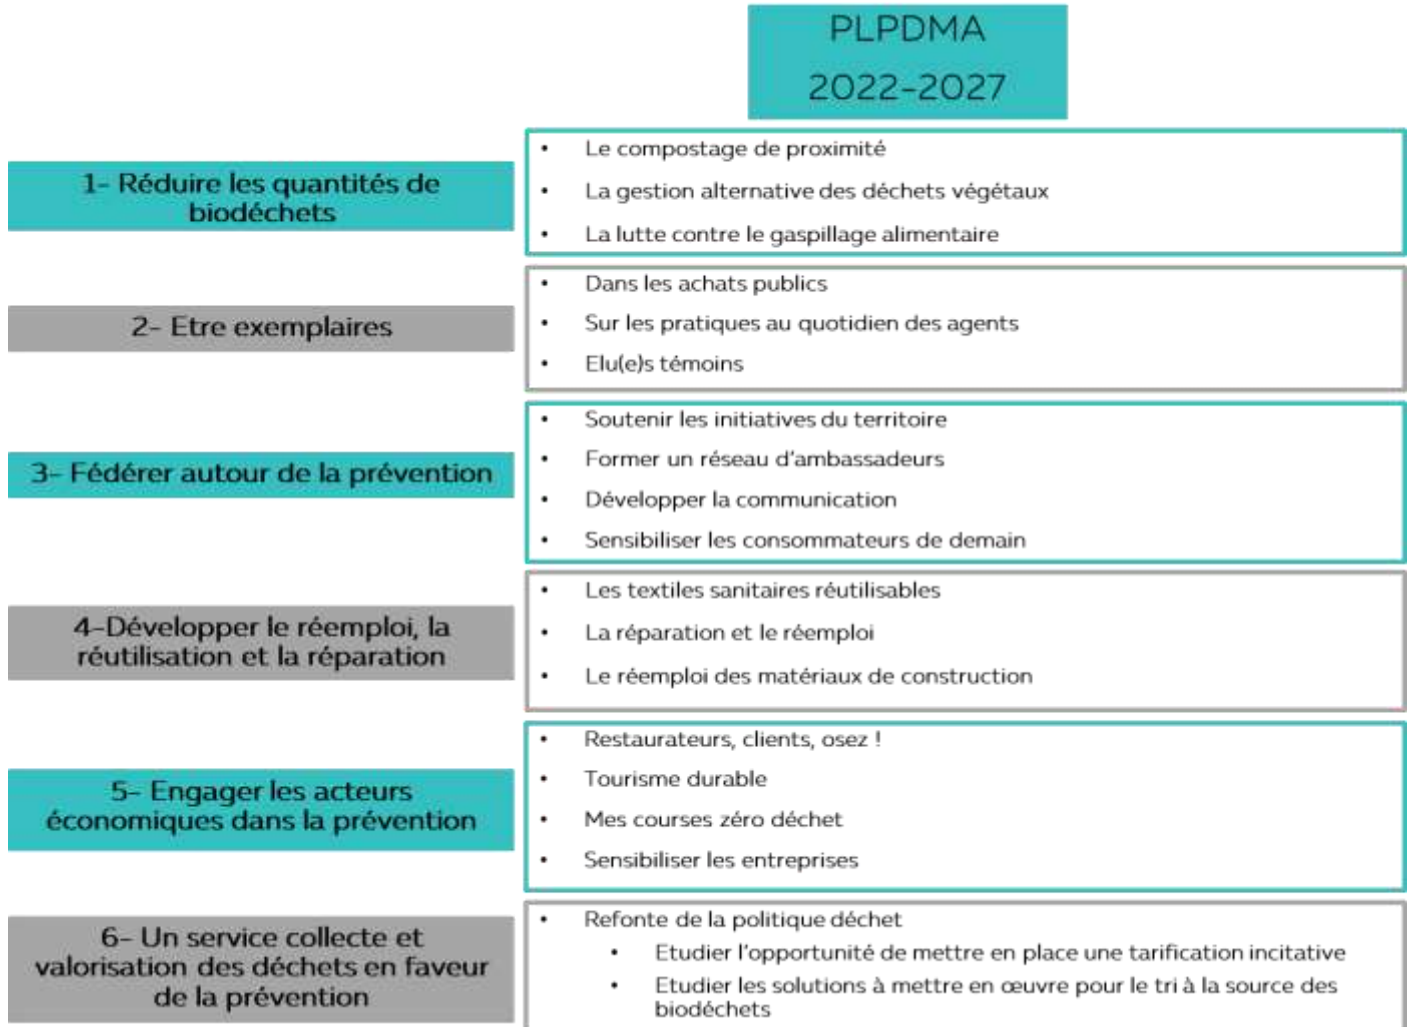 PLPDMA
2022-2027
1- Réduire les quantités de
biodéchets
• Le compostage de proximité
• La gestion alternative des déchets végétaux
• La lutte contre le gaspillage alimentaire
2- Etre exemplaires
• Dans les achats publics
• Sur les pratiques au quotidien des agents
• Elu(e)s témoins
3- Fédérer autour de la prévention
• Soutenir les initiatives du territoire
• Former un réseau d'ambassadeurs
• Développer la communication
• Sensibiliser les consommateurs de demain
4-Développer le réemploi, la
réutilisation et la réparation
• Les textiles sanitaires réutilisables
• La réparation et le réemploi
• Le réemploi des matériaux de construction
5- Engager les acteurs
économiques dans la prévention
• Restaurateurs, clients, osez !
• Tourisme durable
• Mes courses zéro déchet
• Sensibiliser les entreprises
6- Un service collecte et
valorisation des déchets en faveur
de la prévention
• Refonte de la politique déchet
• Etudier l'opportunité de mettre en place une tarification incitative
• Etudier les solutions à mettre en œuvre pour le tri à la source des
biodéchets